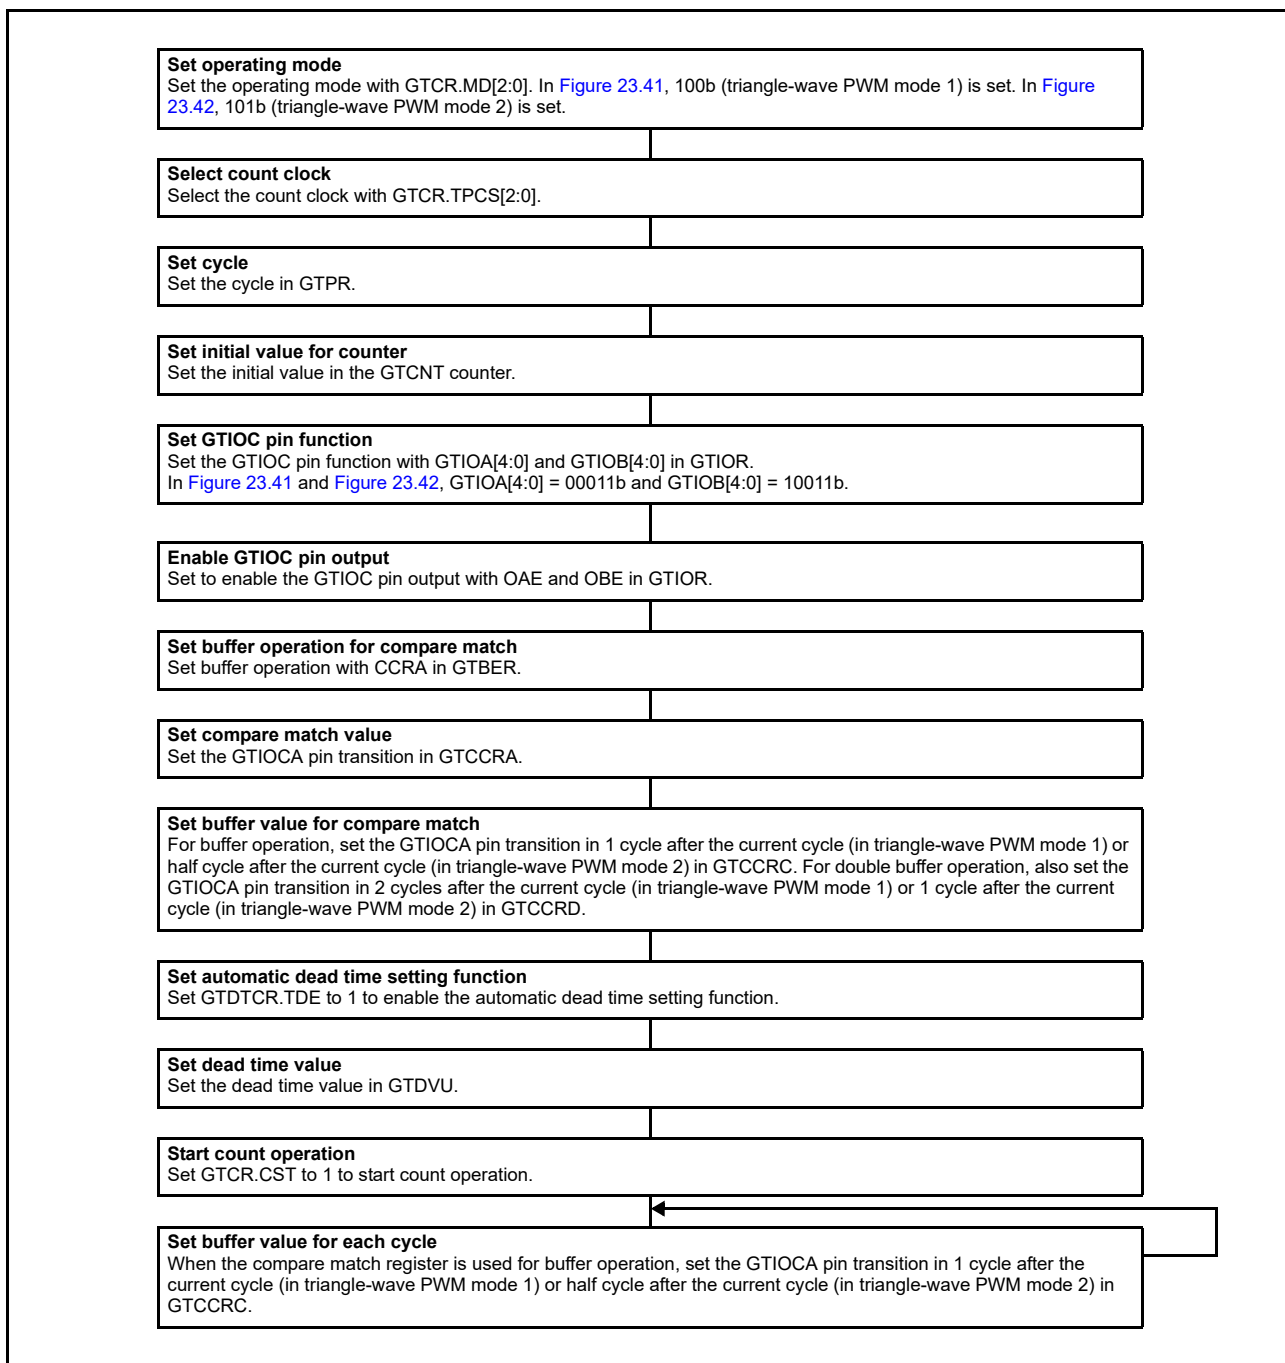 Set operating mode
Set the operating mode with GTCR.MD[2:0]. In Figure 23.41, 100b (triangle-wave PWM mode 1) is set. In Figure
23.42, 101b (triangle-wave PWM mode 2) is set.
Select count clock
Select the count clock with GTCR.TPCS[2:0].
Set cycle
Set the cycle in GTPR.
Set initial value for counter
Set the initial value in the GTCNT counter.
Set GTIOC pin function
Set the GTIOC pin function with GTIOA[4:0] and GTIOB[4:0] in GTIOR.
In Figure 23.41 and Figure 23.42, GTIOA[4:0] = 00011b and GTIOB[4:0] = 10011b.
Enable GTIOC pin output
Set to enable the GTIOC pin output with OAE and OBE in GTIOR.
Set buffer operation for compare match
Set buffer operation with CCRA in GTBER.
Set compare match value
Set the GTIOCA pin transition in GTCCRA.
Set buffer value for compare match
For buffer operation, set the GTIOCA pin transition in 1 cycle after the current cycle (in triangle-wave PWM mode 1) or
half cycle after the current cycle (in triangle-wave PWM mode 2) in GTCCRC. For double buffer operation, also set the
GTIOCA pin transition in 2 cycles after the current cycle (in triangle-wave PWM mode 1) or 1 cycle after the current
cycle (in triangle-wave PWM mode 2) in GTCCRD.
Set automatic dead time setting function
Set GTDTCR.TDE to 1 to enable the automatic dead time setting function.
Set dead time value
Set the dead time value in GTDVU.
Start count operation
Set GTCR.CST to 1 to start count operation.
Set buffer value for each cycle
When the compare match register is used for buffer operation, set the GTIOCA pin transition in 1 cycle after the
current cycle (in triangle-wave PWM mode 1) or half cycle after the current cycle (in triangle-wave PWM mode 2) in
GTCCRC.